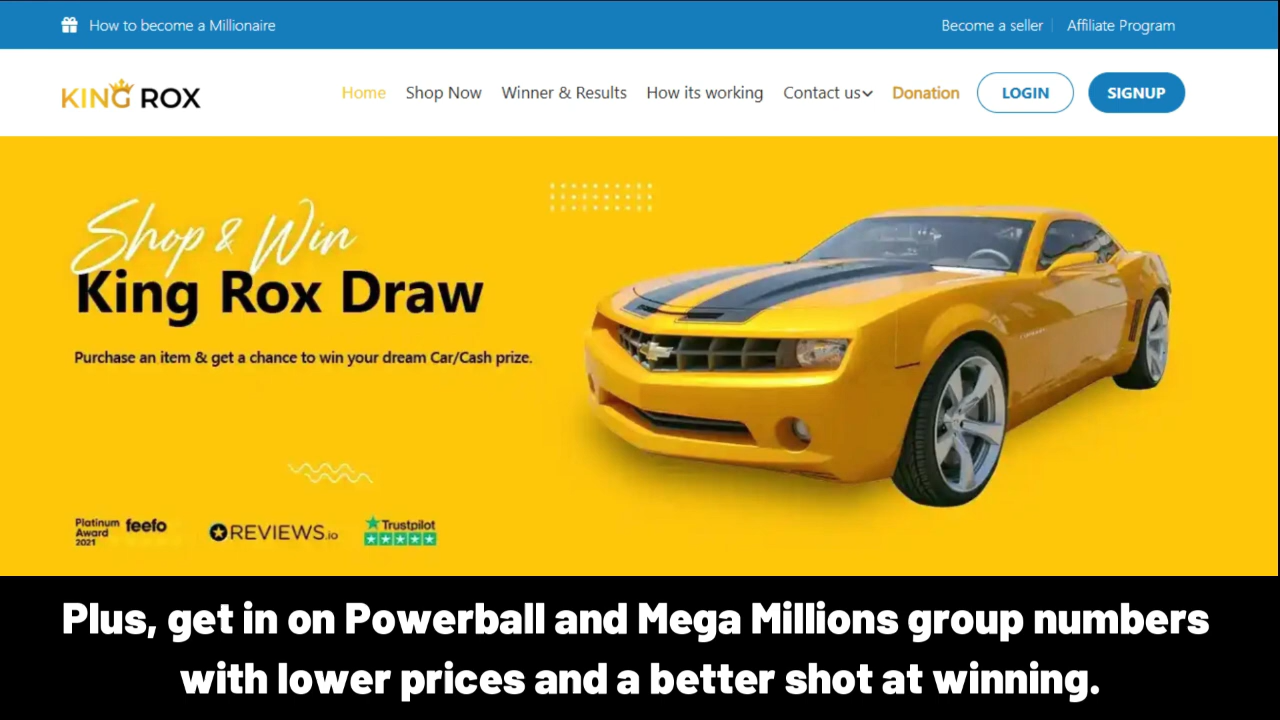 How to become a Millionaire
Become a seller
Affiliate Program
KING ROX
Home
Shop Now
Winner & Results
How its working
Contact us
Donation
LOGIN
SIGNUP
Shop & Win
King Rox Draw
Purchase an item & get a chance to win your dream Car/Cash prize.
Platinum
Award
2021
feefo
REVIEWS.io
Trustpilot
Plus, get in on Powerball and Mega Millions group numbers
with lower prices and a better shot at winning.